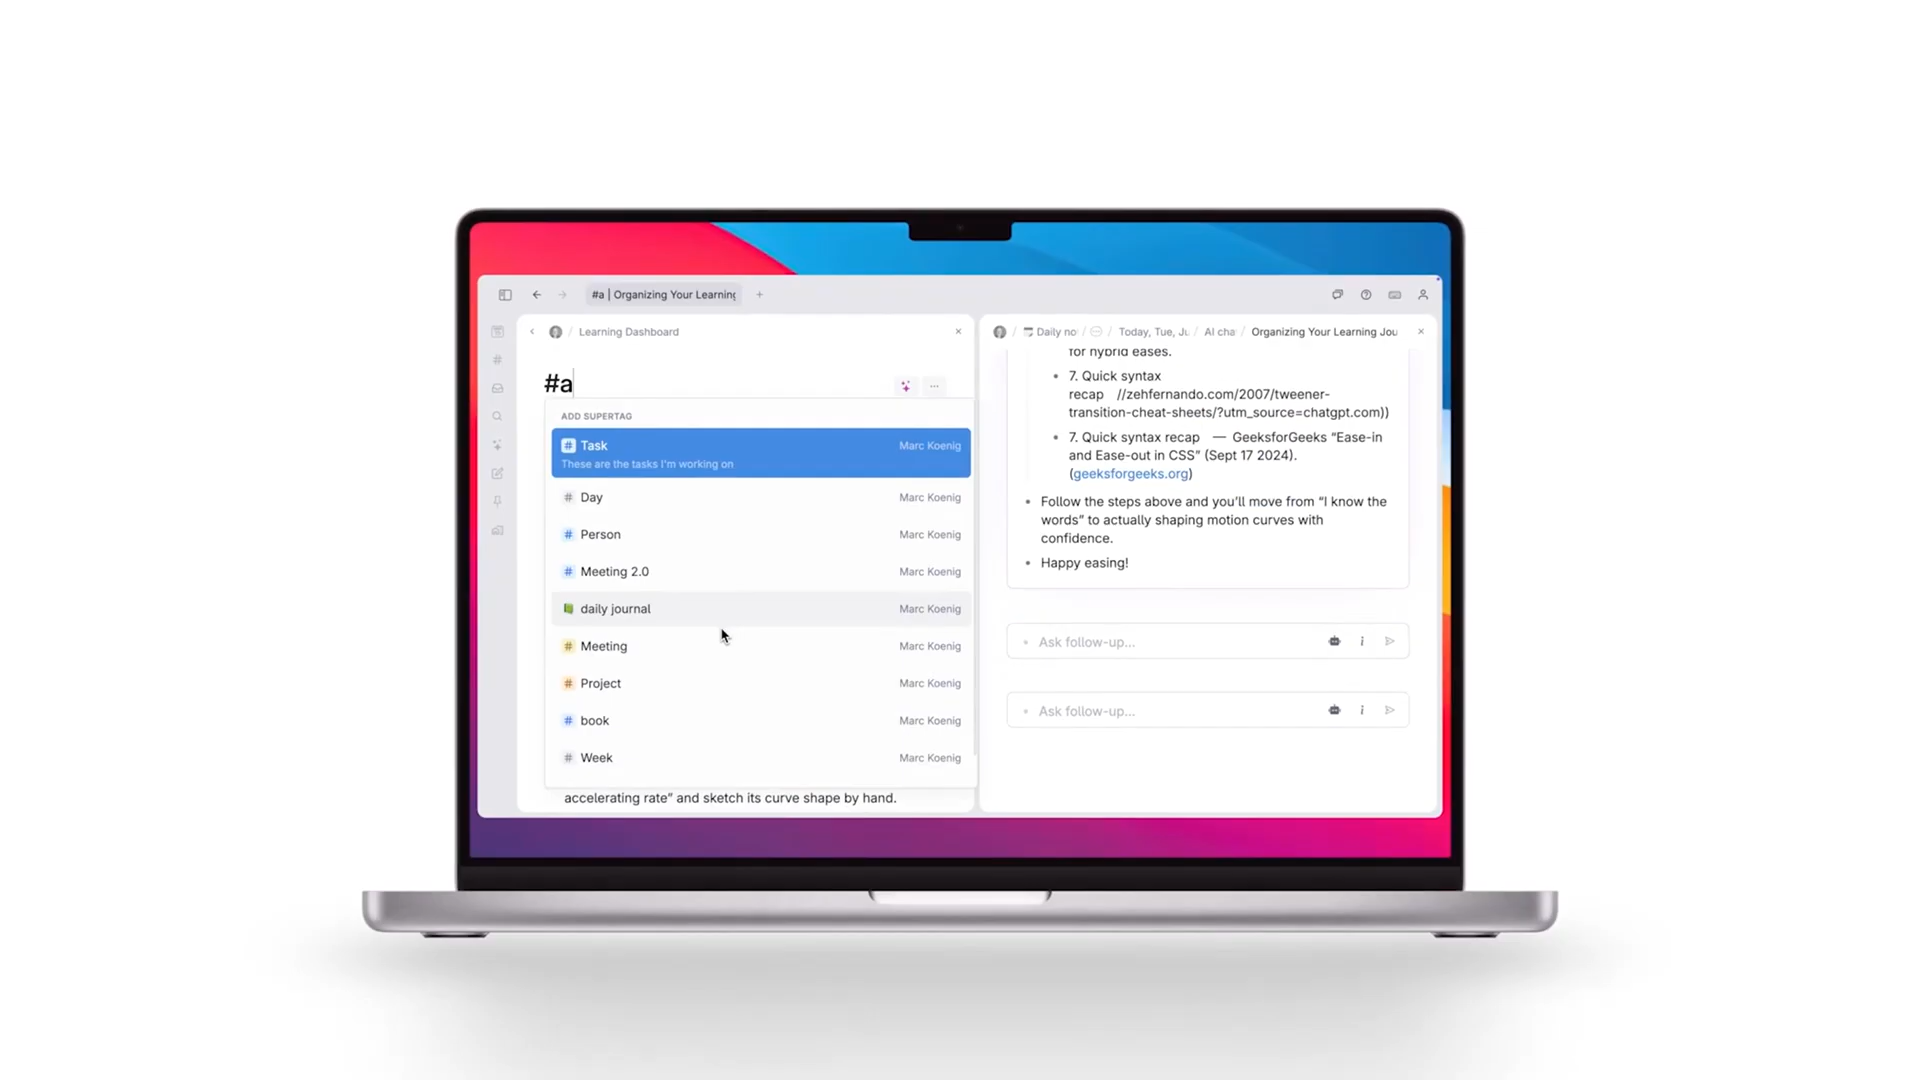 #a | Organizing Your Learning
Learning Dashboard
#a
ADD SUPERTAG
Task Marc Koenig
These are the tasks I'm working on
Day Marc Koenig
Person Marc Koenig
Meeting 2.0 Marc Koenig
daily journal Marc Koenig
Meeting Marc Koenig
Project Marc Koenig
book Marc Koenig
Week Marc Koenig
accelerating rate” and sketch its curve shape by hand.
/ Daily no / / Today, Tue, Ju / AI cha / Organizing Your Learning Jou
for hybrid eases.
7. Quick syntax
recap //zehfernando.com/2007/tweener-
transition-cheat-sheets/?utm_source=chatgpt.com))
7. Quick syntax recap — GeeksforGeeks “Ease-in
and Ease-out in CSS” (Sept 17 2024).
(geeksforgeeks.org)
Follow the steps above and you’ll move from “I know the
words” to actually shaping motion curves with
confidence.
Happy easing!
Ask follow-up...
Ask follow-up...